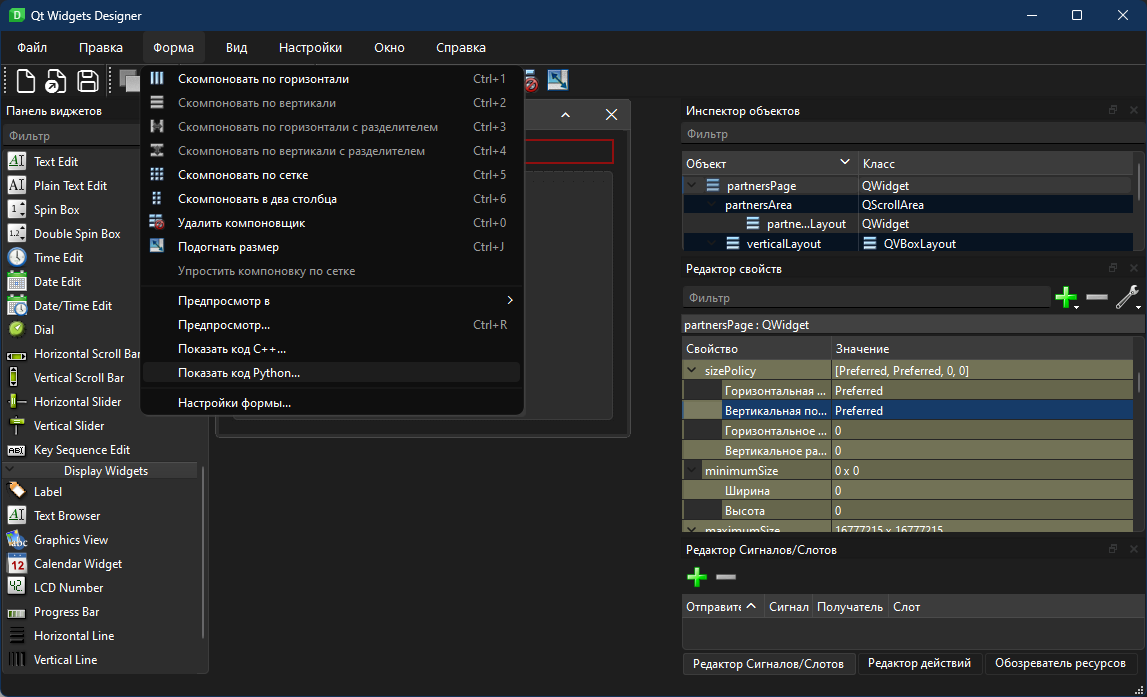 Qt Widgets Designer
Файл Правка Форма Вид Настройки Окно Справка
Скомпоновать по горизонтали Ctrl+1
Скомпоновать по вертикали Ctrl+2
Скомпоновать по горизонтали с разделителем Ctrl+3
Скомпоновать по вертикали с разделителем Ctrl+4
Скомпоновать по сетке Ctrl+5
Скомпоновать в два столбца Ctrl+6
Удалить компоновщик Ctrl+0
Подогнать размер Ctrl+J
Упростить компоновку по сетке
Предпросмотр в
Предпросмотр... Ctrl+R
Показать код C++...
Показать код Python...
Настройки формы...
Панель виджетов
Фильтр
Text Edit
Plain Text Edit
Spin Box
Double Spin Box
Time Edit
Date Edit
Date/Time Edit
Dial
Horizontal Scroll Bar
Vertical Scroll Bar
Horizontal Slider
Vertical Slider
Key Sequence Edit
Display Widgets
Label
Text Browser
Graphics View
Calendar Widget
LCD Number
Progress Bar
Horizontal Line
Vertical Line
Инспектор объектов
Фильтр
Объект Класс
partnersPage QWidget
partnersArea QScrollArea
partne...Layout QWidget
verticalLayout QVBoxLayout
Редактор свойств
Фильтр
partnersPage : QWidget
Свойство Значение
sizePolicy [Preferred, Preferred, 0, 0]
Горизонтальная ... Preferred
Вертикальная по... Preferred
Горизонтальное ... 0
Вертикальное ра... 0
minimumSize 0 x 0
Ширина 0
Высота 0
maximumSize 16777215 x 16777215
Редактор Сигналов/Слотов
Отправите Сигнал Получатель Слот
Редактор Сигналов/Слотов Редактор действий Обозреватель ресурсов